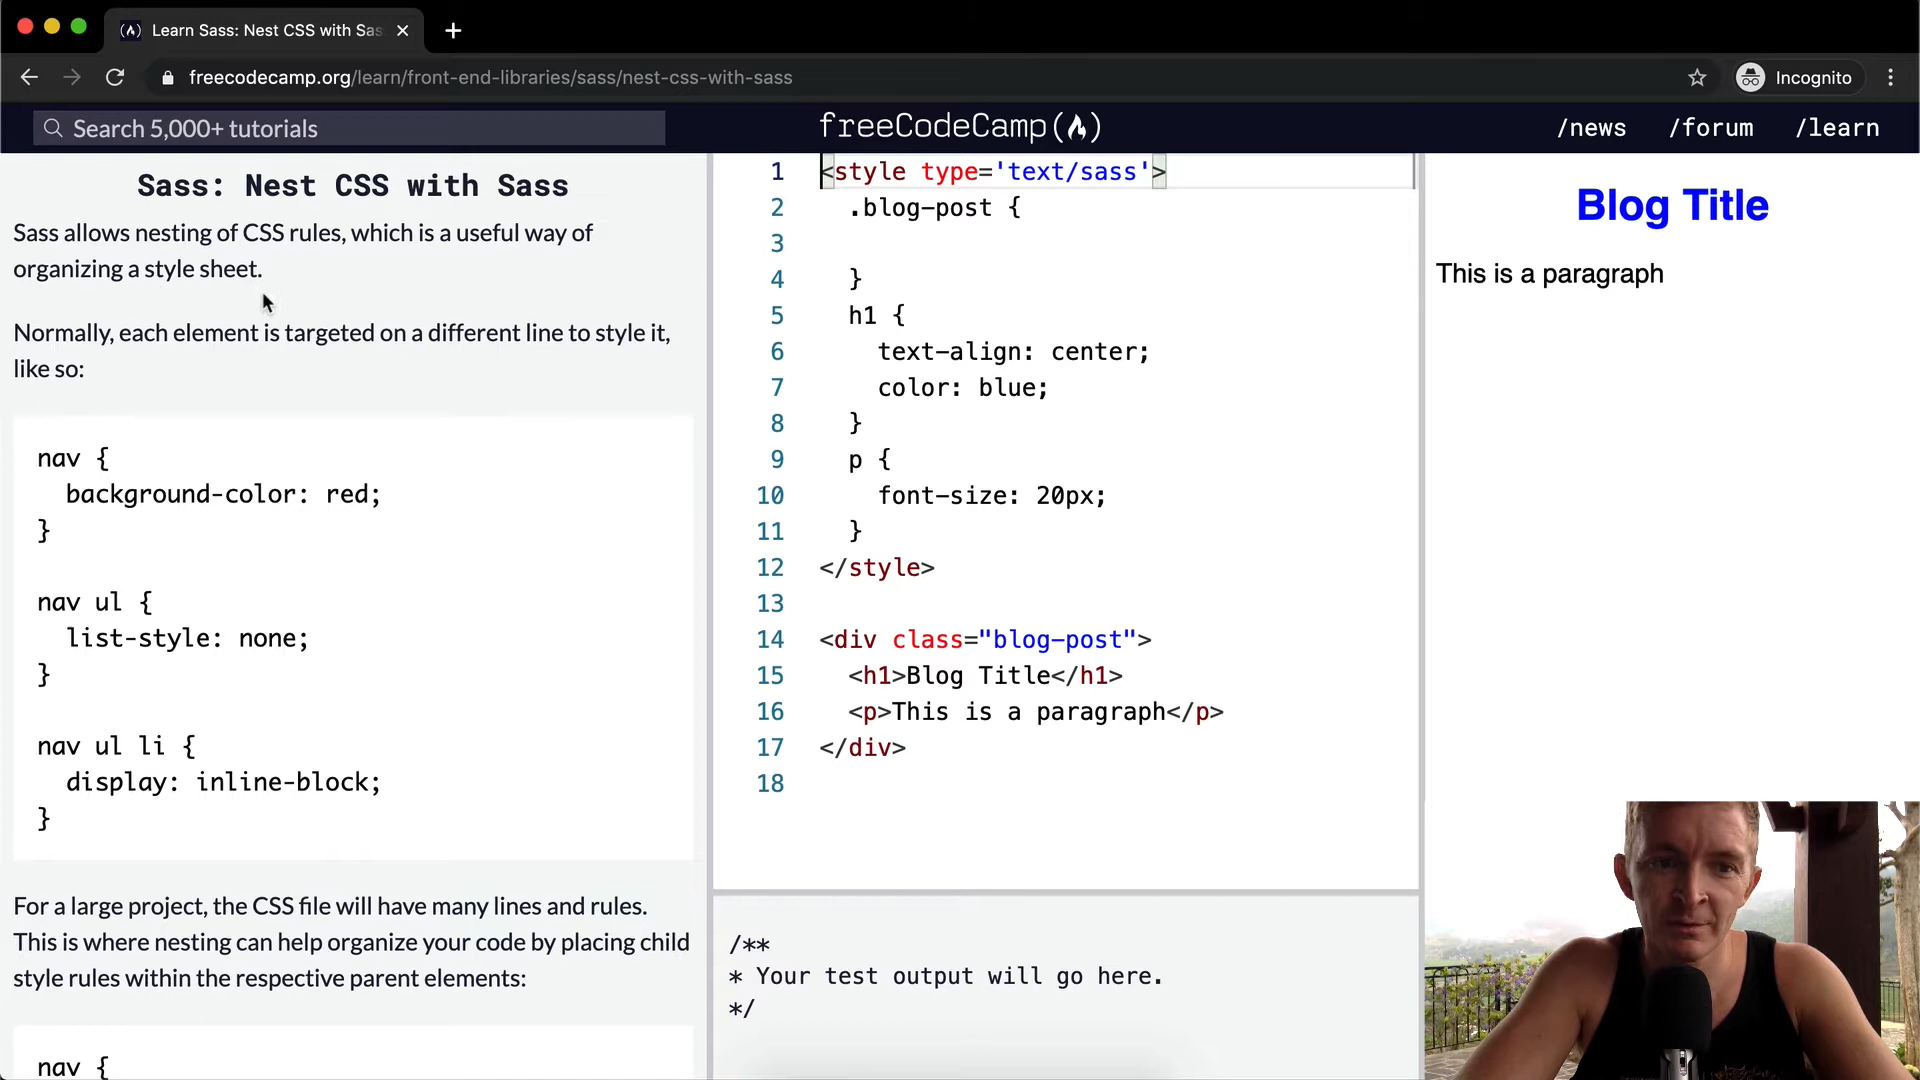 Learn Sass: Nest CSS with Sas
freecodecamp.org/learn/front-end-libraries/sass/nest-css-with-sass
Incognito
Search 5,000+ tutorials
freeCodeCamp
/news
/forum
/learn
Sass: Nest CSS with Sass
Sass allows nesting of CSS rules, which is a useful way of
organizing a style sheet.
Normally, each element is targeted on a different line to style it,
like so:
nav {
  background-color: red;
}
nav ul {
  list-style: none;
}
nav ul li {
  display: inline-block;
}
For a large project, the CSS file will have many lines and rules.
This is where nesting can help organize your code by placing child
style rules within the respective parent elements:
nav {
1 <style type='text/sass'>
2   .blog-post {
3
4   }
5   h1 {
6     text-align: center;
7     color: blue;
8   }
9   p {
10     font-size: 20px;
11   }
12 </style>
13
14 <div class="blog-post">
15   <h1>Blog Title</h1>
16   <p>This is a paragraph</p>
17 </div>
18
/**
* Your test output will go here.
*/
Blog Title
This is a paragraph